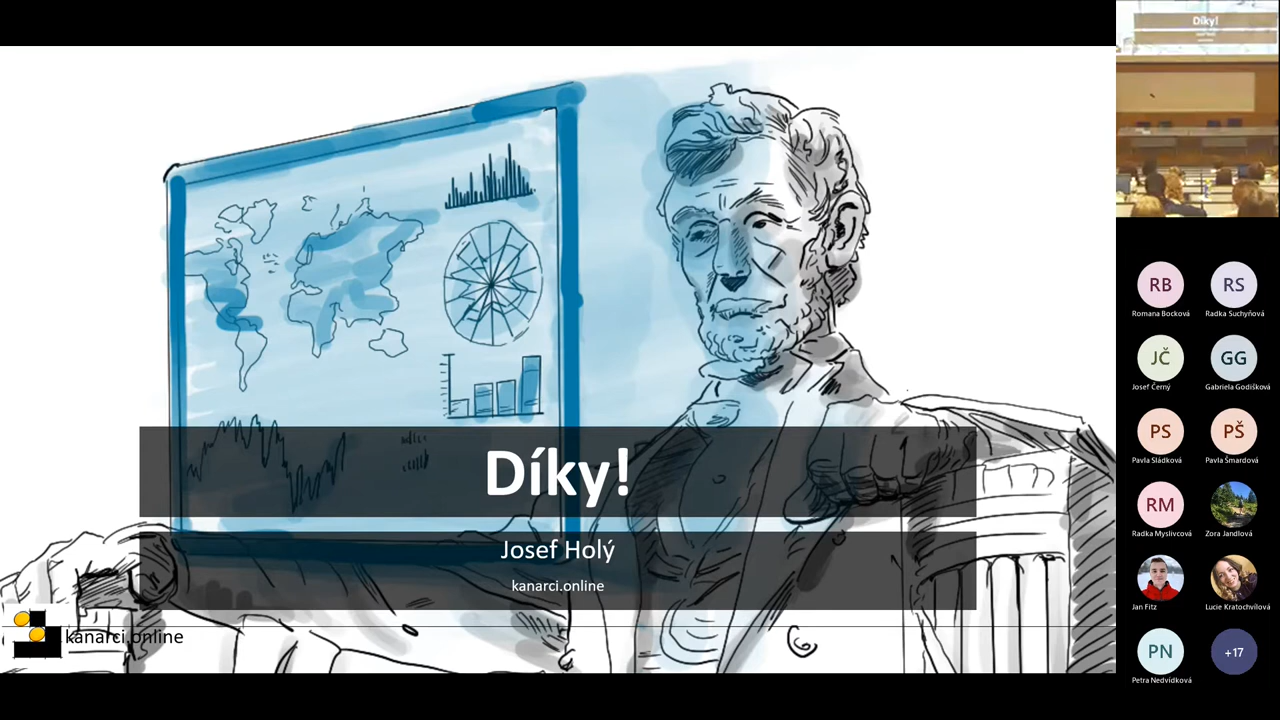 Díky!
Josef Holý
kanarci.online
kanarci.online
Díky!
RB
RS
Romana Bocková
Radka Suchyňová
JČ
GG
Josef Černý
Gabriela Godišková
PS
PŠ
Pavla Sládková
Pavla Šmardová
RM
Radka Myslivcová
Zora Jandlová
Jan Fitz
Lucie Kratochvílová
PN
+17
Petra Nedvídková